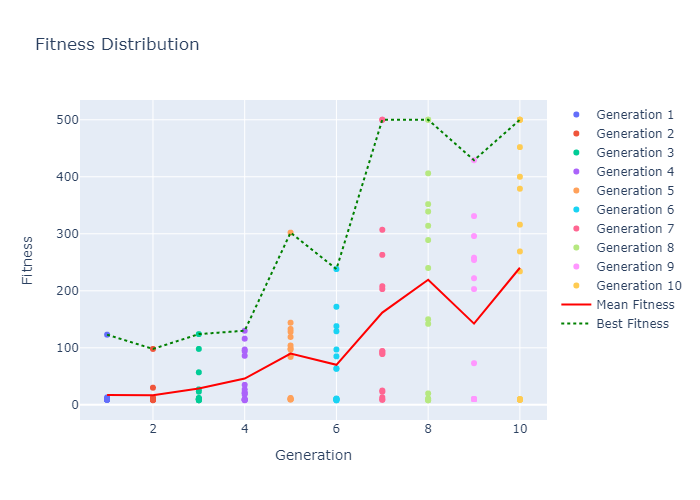 Fitness Distribution
Fitness
500
400
300
200
100
0
2
4
6
8
10
Generation
Generation 1
Generation 2
Generation 3
Generation 4
Generation 5
Generation 6
Generation 7
Generation 8
Generation 9
Generation 10
Mean Fitness
Best Fitness